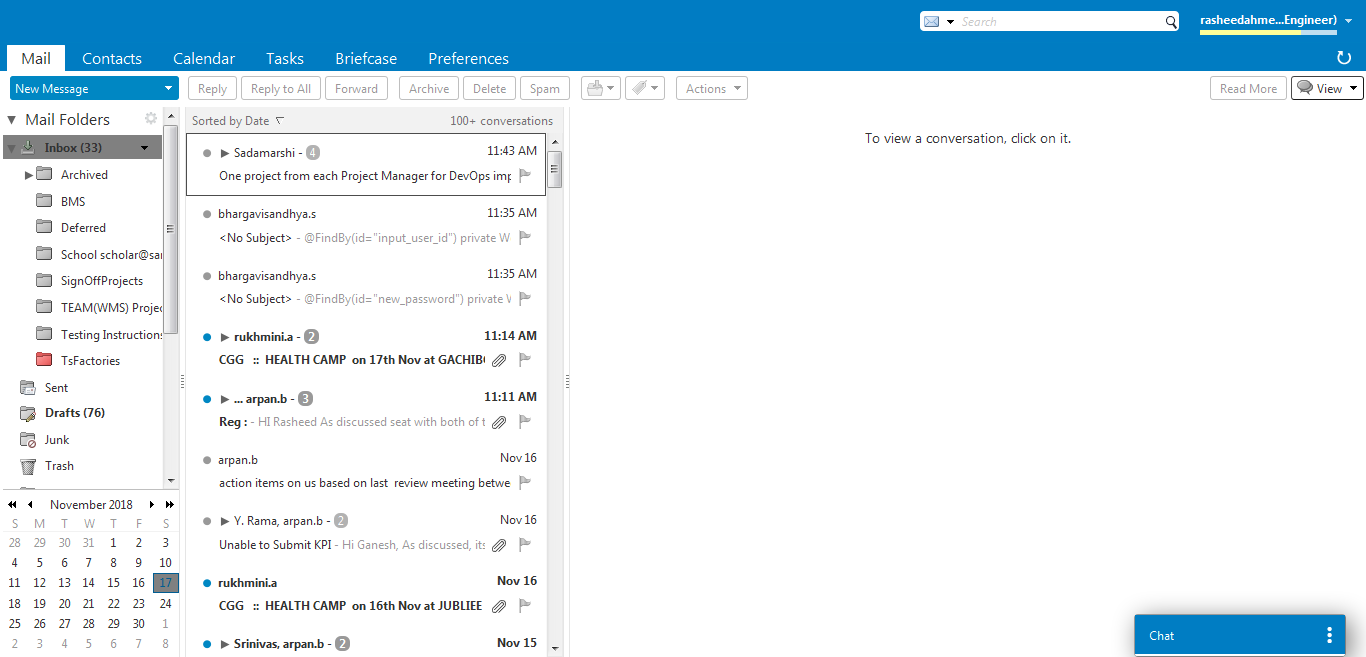 Search
rasheedahme...Engineer)
Mail Contacts Calendar Tasks Briefcase Preferences
New Message Reply Reply to All Forward Archive Delete Spam Actions Read More View
Mail Folders
Inbox (33)
Archived
BMS
Deferred
School scholar@sai
SignOffProjects
TEAM(WMS) Projec
Testing Instructions
TsFactories
Sent
Drafts (76)
Junk
Trash
November 2018
S M T W T F S
28 29 30 31 1 2 3
4 5 6 7 8 9 10
11 12 13 14 15 16 17
18 19 20 21 22 23 24
25 26 27 28 29 30 1
2 3 4 5 6 7 8
Sorted by Date 100+ conversations
Sadamarshi - 4 11:43 AM
One project from each Project Manager for DevOps imp
bhargavisandhya.s 11:35 AM
<No Subject> - @FindBy(id="input_user_id") private W
bhargavisandhya.s 11:35 AM
<No Subject> - @FindBy(id="new_password") private W
rukhmini.a - 2 11:14 AM
CGG :: HEALTH CAMP on 17th Nov at GACHIBO
... arpan.b - 3 11:11 AM
Reg : - HI Rasheed As discussed seat with both of t
arpan.b Nov 16
action items on us based on last review meeting betwe
Y. Rama, arpan.b - 2 Nov 16
Unable to Submit KPI - Hi Ganesh, As discussed, its
rukhmini.a Nov 16
CGG :: HEALTH CAMP on 16th Nov at JUBLIEE
Srinivas, arpan.b - 2 Nov 15
To view a conversation, click on it.
Chat